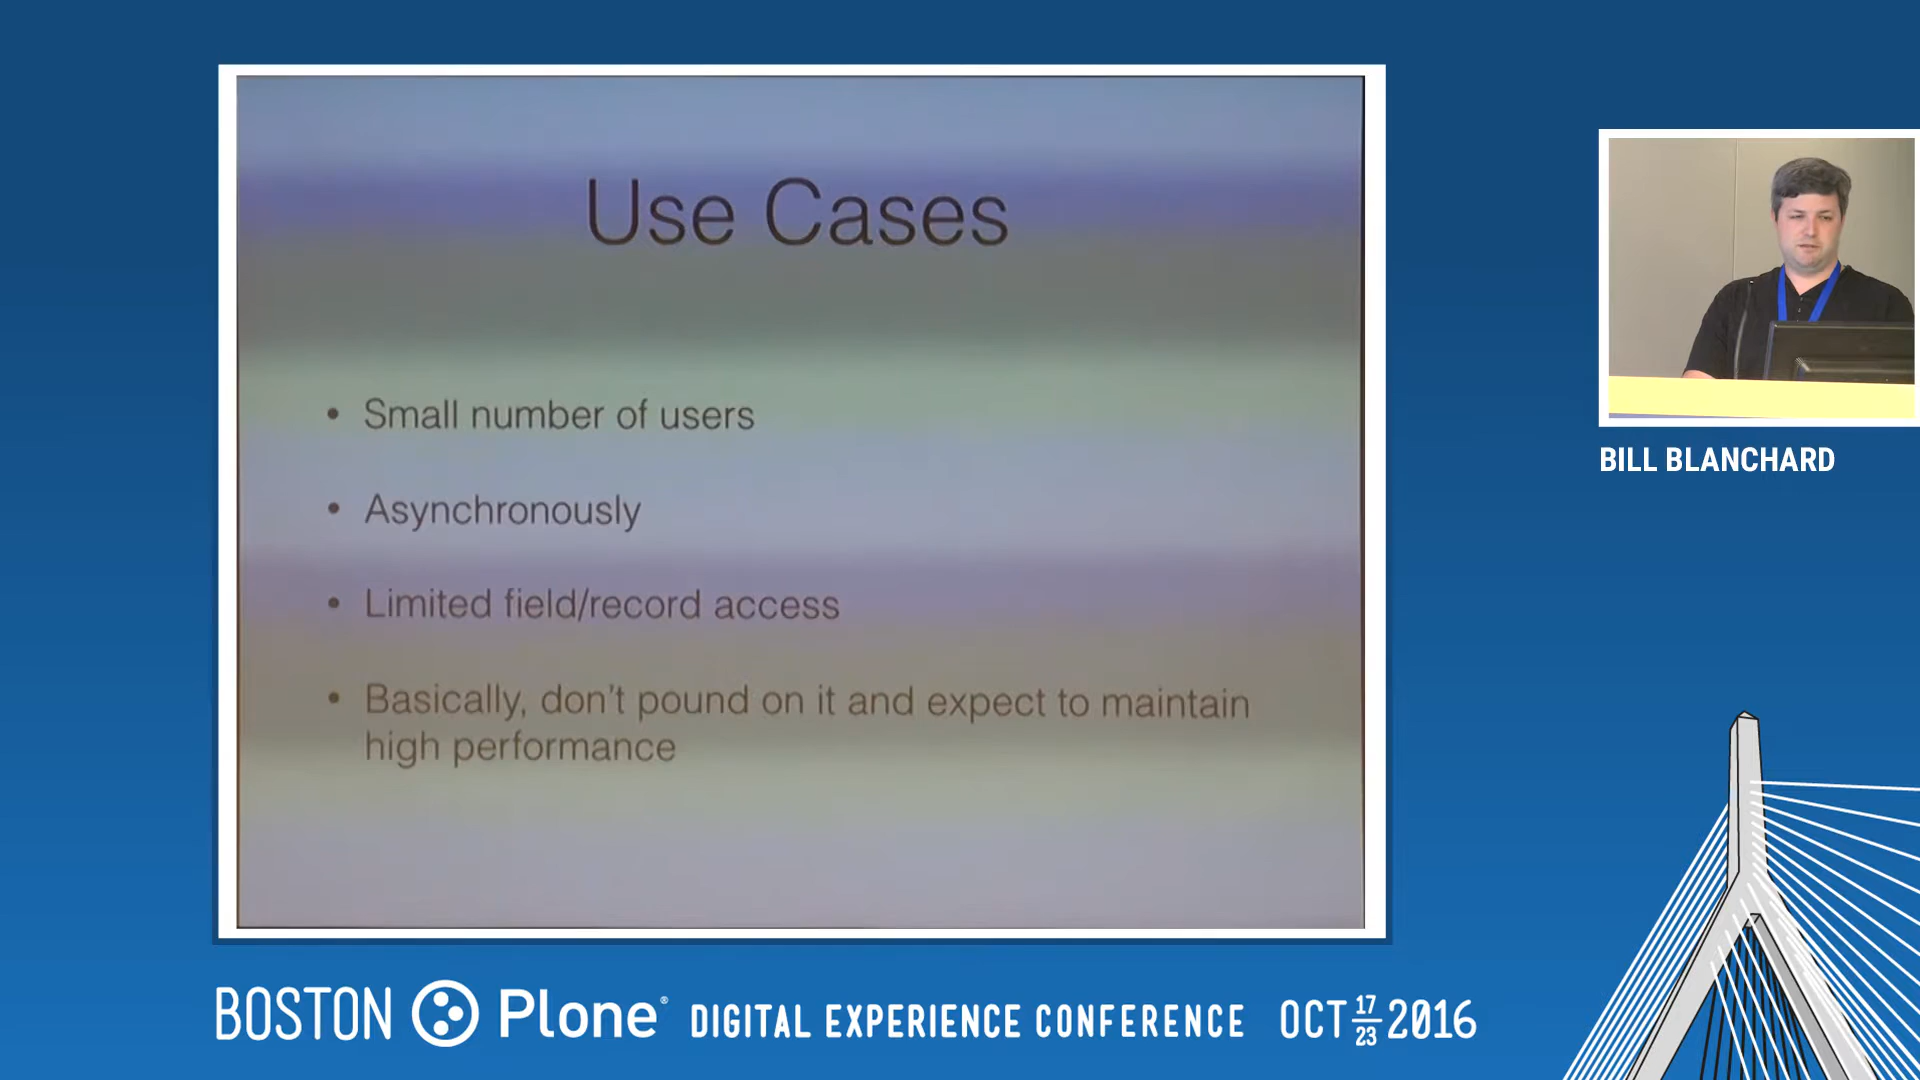 Use Cases
• Small number of users
• Asynchronously
• Limited field/record access
• Basically, don't pound on it and expect to maintain
high performance
BILL BLANCHARD
BOSTON Plone® DIGITAL EXPERIENCE CONFERENCE OCT 17 23 2016